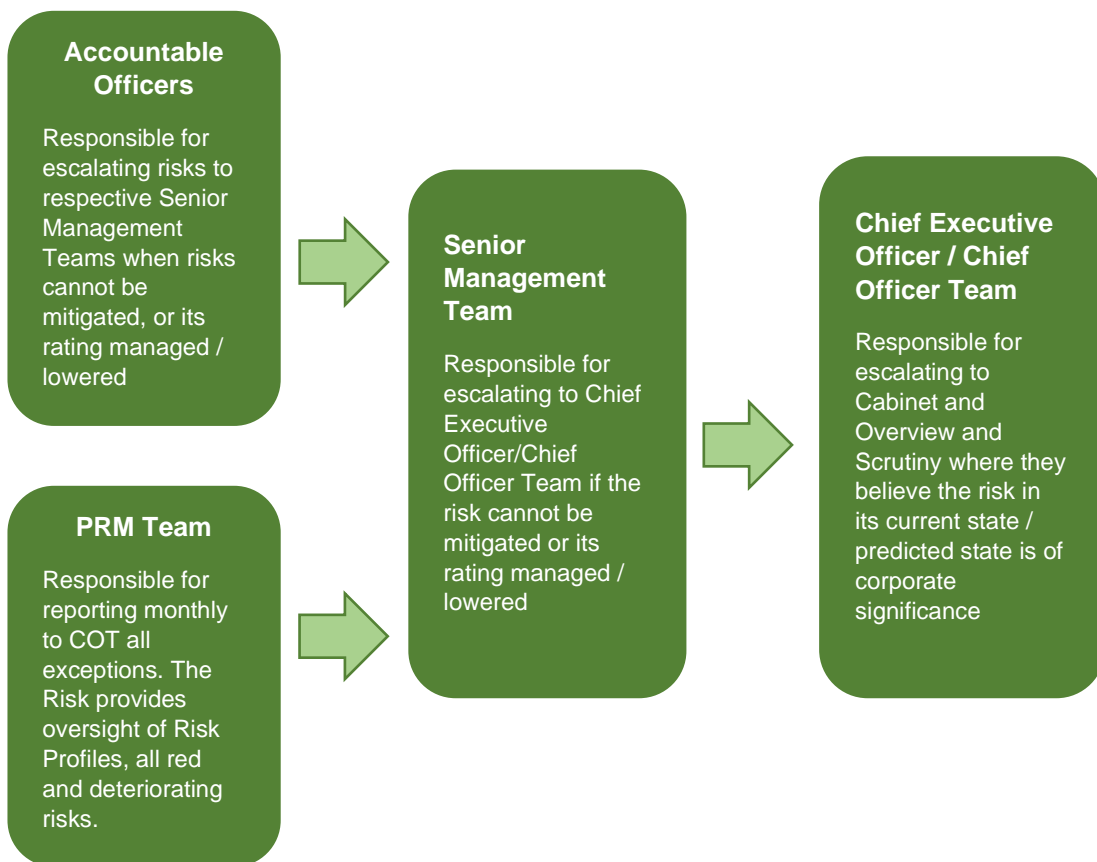 Accountable
Officers
Responsible for
escalating risks to
respective Senior
Management
Teams when risks
cannot be
mitigated, or its
rating managed /
lowered
PRM Team
Responsible for
reporting monthly
to COT all
exceptions. The
Risk provides
oversight of Risk
Profiles, all red
and deteriorating
risks.
Senior
Management
Team
Responsible for
escalating to Chief
Executive
Officer/Chief
Officer Team if the
risk cannot be
mitigated or its
rating managed /
lowered
Chief Executive
Officer / Chief
Officer Team
Responsible for
escalating to
Cabinet and
Overview and
Scrutiny where they
believe the risk in
its current state /
predicted state is of
corporate
significance